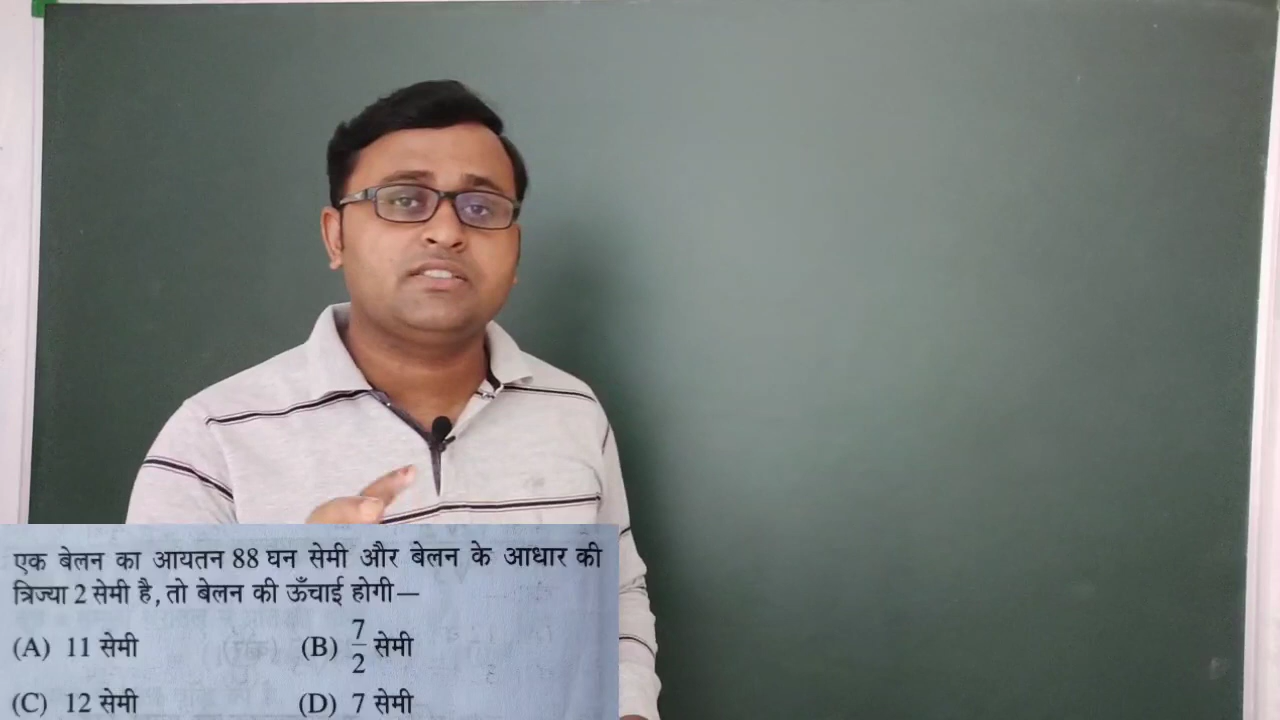 एक बेलन का आयतन 88 घन सेमी और बेलन के आधार की
त्रिज्या 2 सेमी है, तो बेलन की ऊँचाई होगी—
(A) 11 सेमी (B) 7/2 सेमी
(C) 12 सेमी (D) 7 सेमी